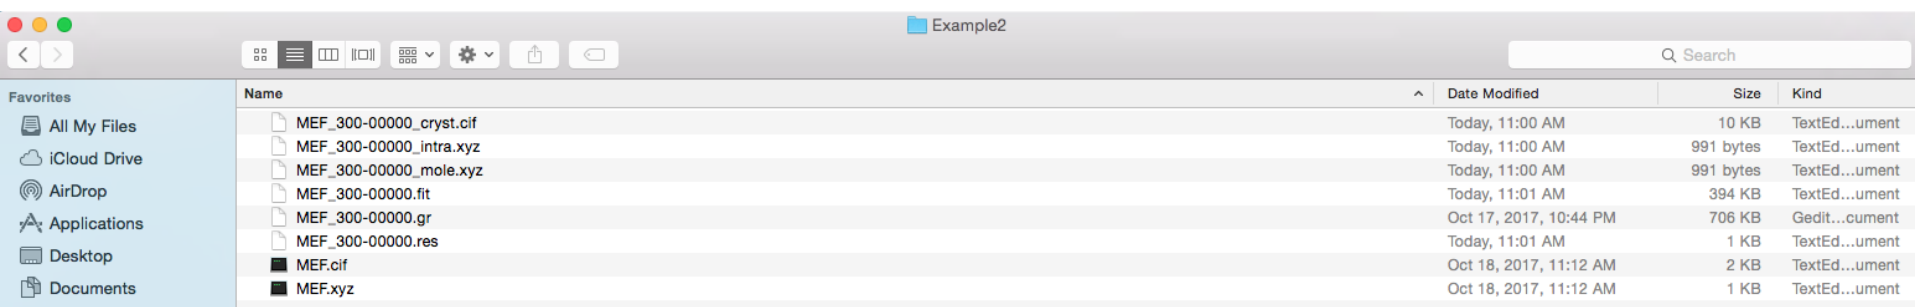 Example2
Search
Favorites
All My Files
iCloud Drive
AirDrop
Applications
Desktop
Documents
Name Date Modified Size Kind
MEF_300-00000_cryst.cif Today, 11:00 AM 10 KB TextEd...ument
MEF_300-00000_intra.xyz Today, 11:00 AM 991 bytes TextEd...ument
MEF_300-00000_mole.xyz Today, 11:00 AM 991 bytes TextEd...ument
MEF_300-00000.fit Today, 11:01 AM 394 KB TextEd...ument
MEF_300-00000.gr Oct 17, 2017, 10:44 PM 706 KB Gedit...cument
MEF_300-00000.res Today, 11:01 AM 1 KB TextEd...ument
MEF.cif Oct 18, 2017, 11:12 AM 2 KB TextEd...ument
MEF.xyz Oct 18, 2017, 11:12 AM 1 KB TextEd...ument